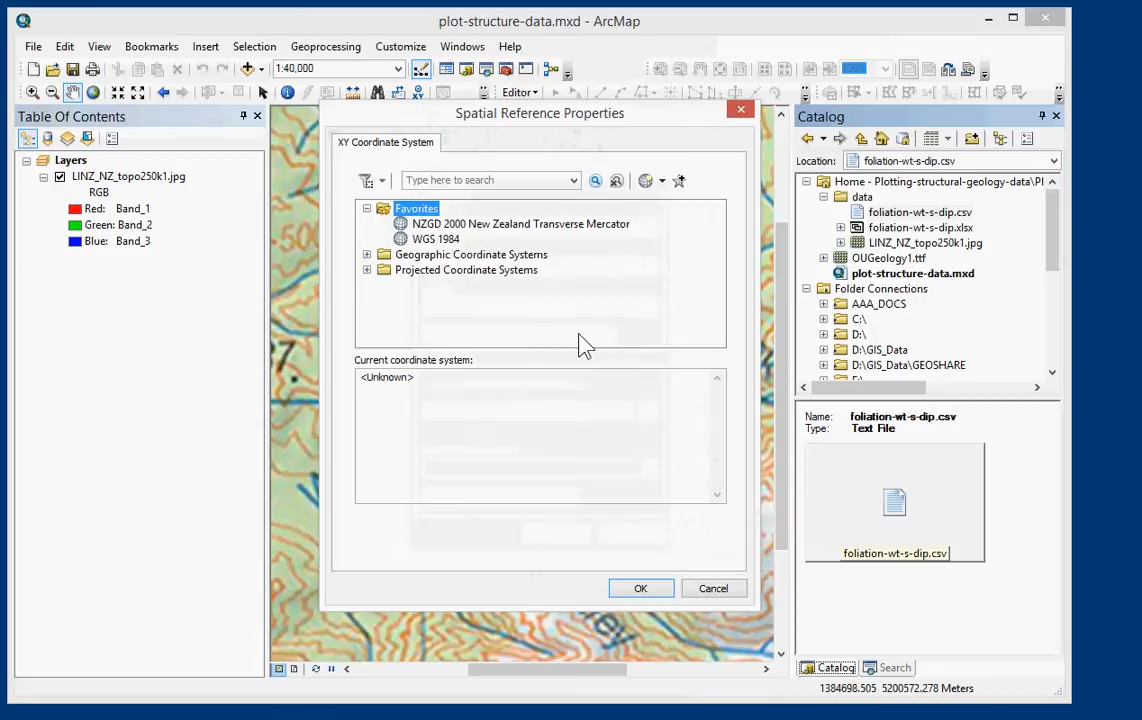 plot-structure-data.mxd - ArcMap
File Edit View Bookmarks Insert Selection Geoprocessing Customize Windows Help
1:40,000
Editor
Table Of Contents
Layers
LINZ_NZ_topo250k1.jpg
RGB
Red: Band_1
Green: Band_2
Blue: Band_3
Spatial Reference Properties
XY Coordinate System
Type here to search
Favorites
NZGD 2000 New Zealand Transverse Mercator
WGS 1984
Geographic Coordinate Systems
Projected Coordinate Systems
Current coordinate system:
<Unknown>
OK Cancel
Catalog
Location: foliation-wt-s-dip.csv
Home - Plotting-structural-geology-data\Pl
data
foliation-wt-s-dip.csv
foliation-wt-s-dip.xlsx
LINZ_NZ_topo250k1.jpg
OUGeology1.ttf
plot-structure-data.mxd
Folder Connections
AAA_DOCS
C:\
D:\
D:\GIS_Data
D:\GIS_Data\GEOSHARE
Name: foliation-wt-s-dip.csv
Type: Text File
foliation-wt-s-dip.csv
Catalog Search
1384698.505 5200572.278 Meters